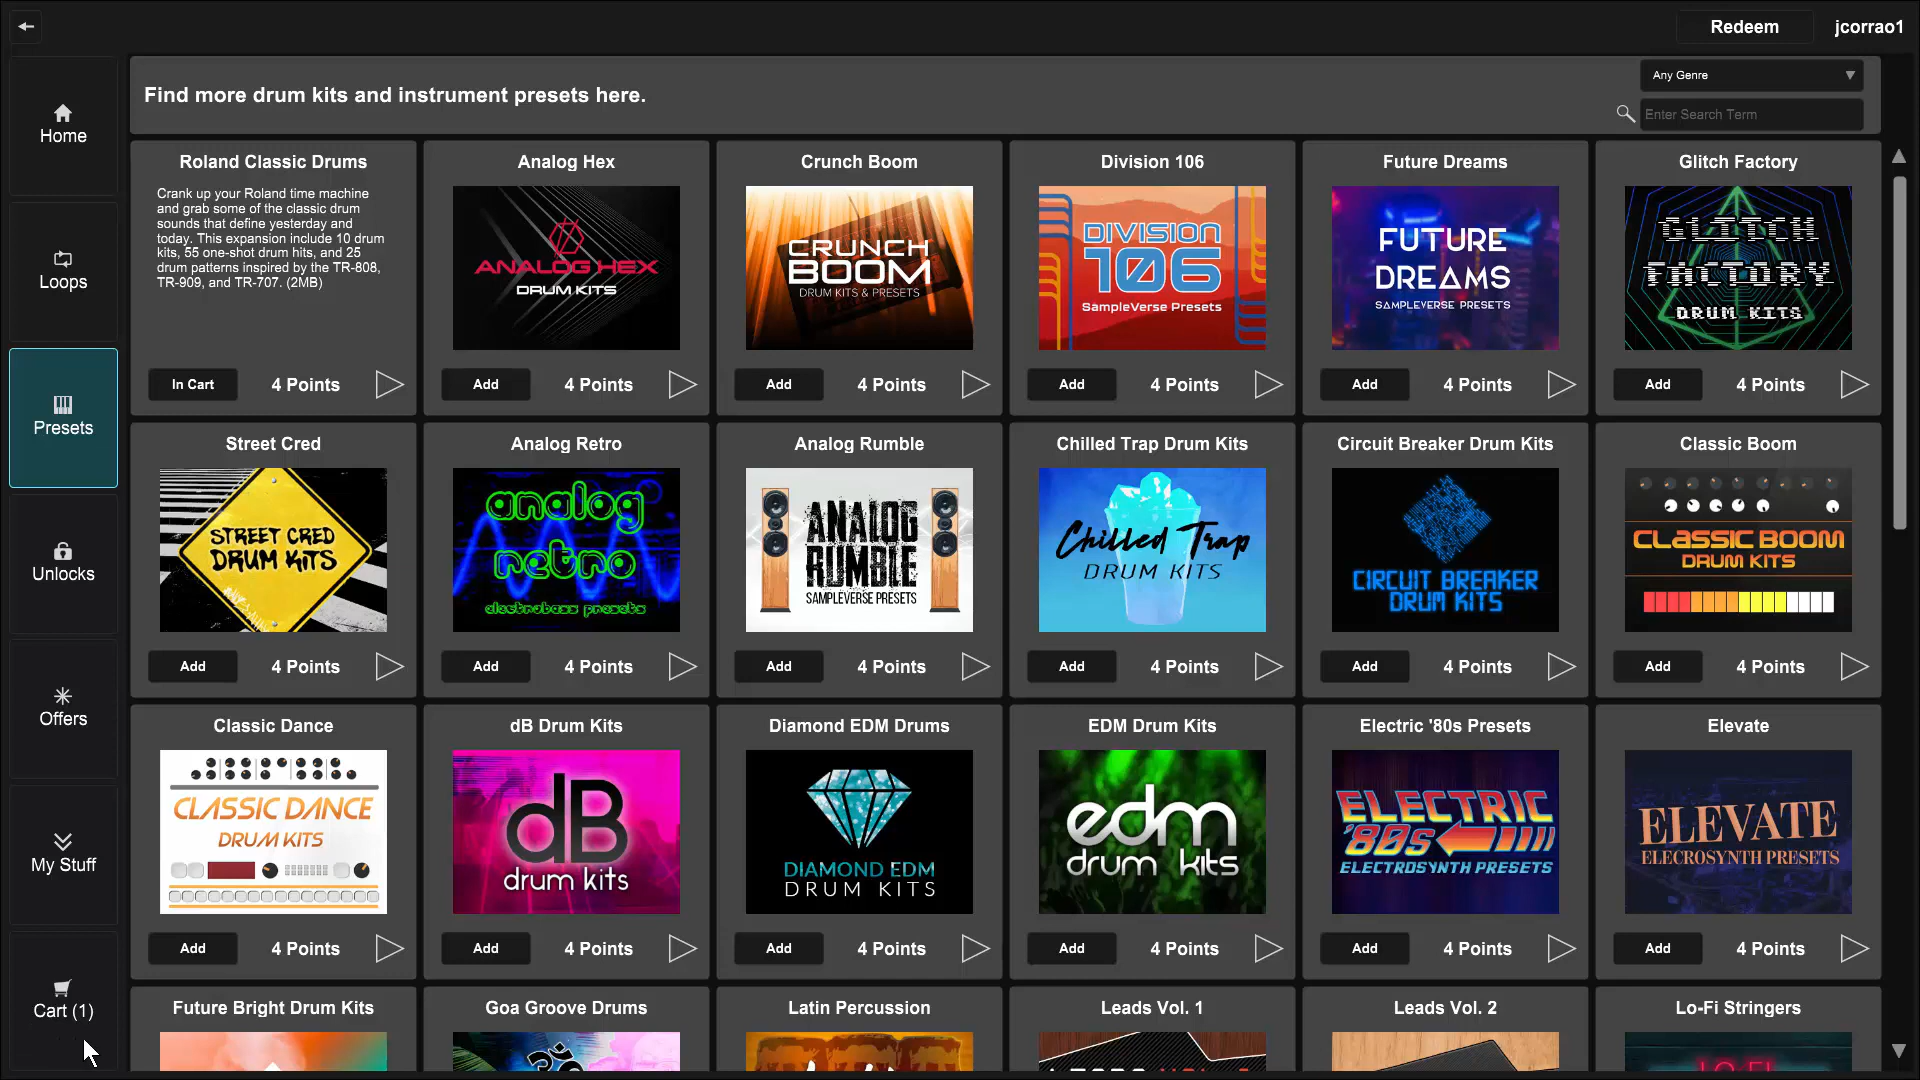 Redeem
jcorrao1
Find more drum kits and instrument presets here.
Any Genre
Enter Search Term
Home
Loops
Presets
Unlocks
Offers
My Stuff
Cart (1)
Roland Classic Drums
Crank up your Roland time machine
and grab some of the classic drum
sounds that define yesterday and
today. This expansion include 10 drum
kits, 55 one-shot drum hits, and 25
drum patterns inspired by the TR-808,
TR-909, and TR-707. (2MB)
In Cart
4 Points
Analog Hex
ANALOG HEX
DRUM KITS
Add
4 Points
Crunch Boom
CRUNCH
BOOM
DRUM KITS & PRESETS
Add
4 Points
Division 106
DIVISION
106
SampleVerse Presets
Add
4 Points
Future Dreams
FUTURE
DREAMS
SAMPLEVERSE PRESETS
Add
4 Points
Glitch Factory
GLITCH
FACTORY
DRUM KITS
Add
4 Points
Street Cred
STREET CRED
DRUM KITS
Add
4 Points
Analog Retro
analog
retro
electrobass presets
Add
4 Points
Analog Rumble
ANALOG
RUMBLE
SAMPLEVERSE PRESETS
Add
4 Points
Chilled Trap Drum Kits
Chilled Trap
DRUM KITS
Add
4 Points
Circuit Breaker Drum Kits
CIRCUIT BREAKER
DRUM KITS
Add
4 Points
Classic Boom
CLASSIC BOOM
DRUM KITS
Add
4 Points
Classic Dance
CLASSIC DANCE
DRUM KITS
Add
4 Points
dB Drum Kits
dB
drum kits
Add
4 Points
Diamond EDM Drums
DIAMOND EDM
DRUM KITS
Add
4 Points
EDM Drum Kits
edm
drum kits
Add
4 Points
Electric '80s Presets
ELECTRIC
'80s
ELECTROSYNTH PRESETS
Add
4 Points
Elevate
ELEVATE
ELECROSYNTH PRESETS
Add
4 Points
Future Bright Drum Kits
Goa Groove Drums
Latin Percussion
Leads Vol. 1
Leads Vol. 2
Lo-Fi Stringers